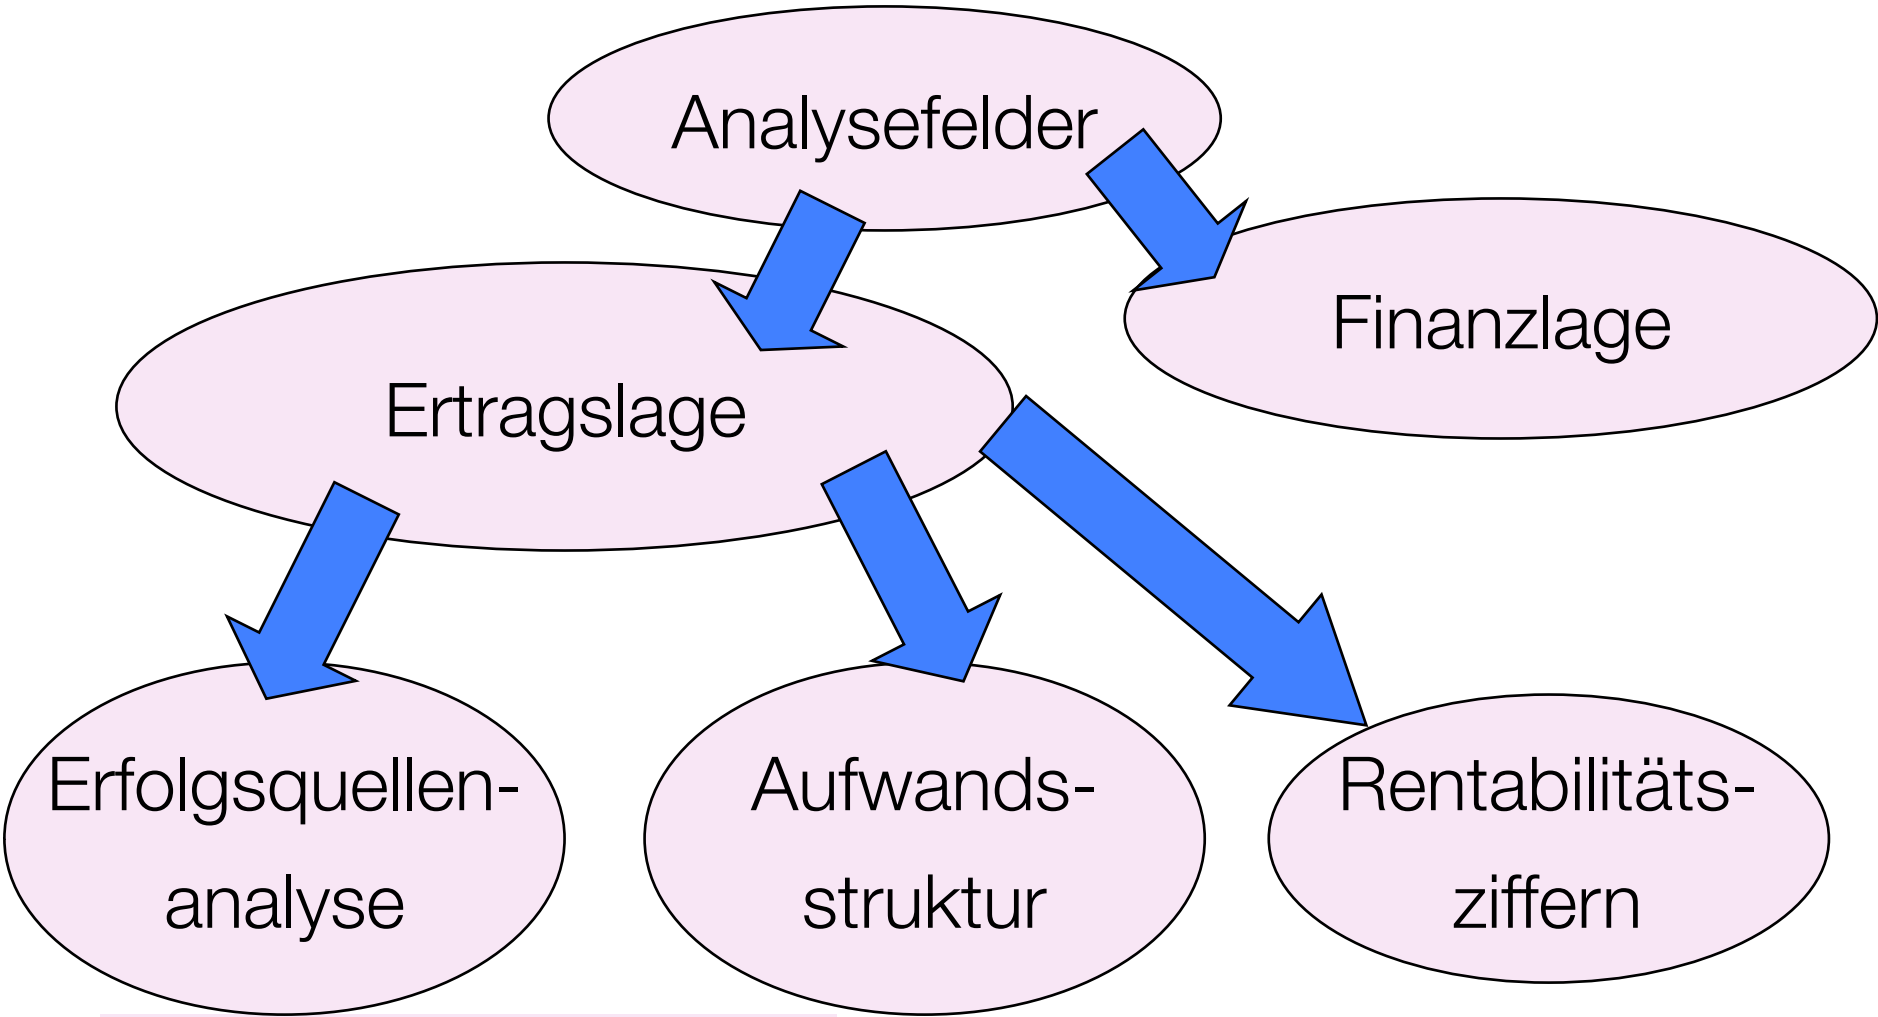 Analysefelder
Finanzlage
Ertragslage
Erfolgsquellen-
analyse
Aufwands-
struktur
Rentabilitäts-
ziffern